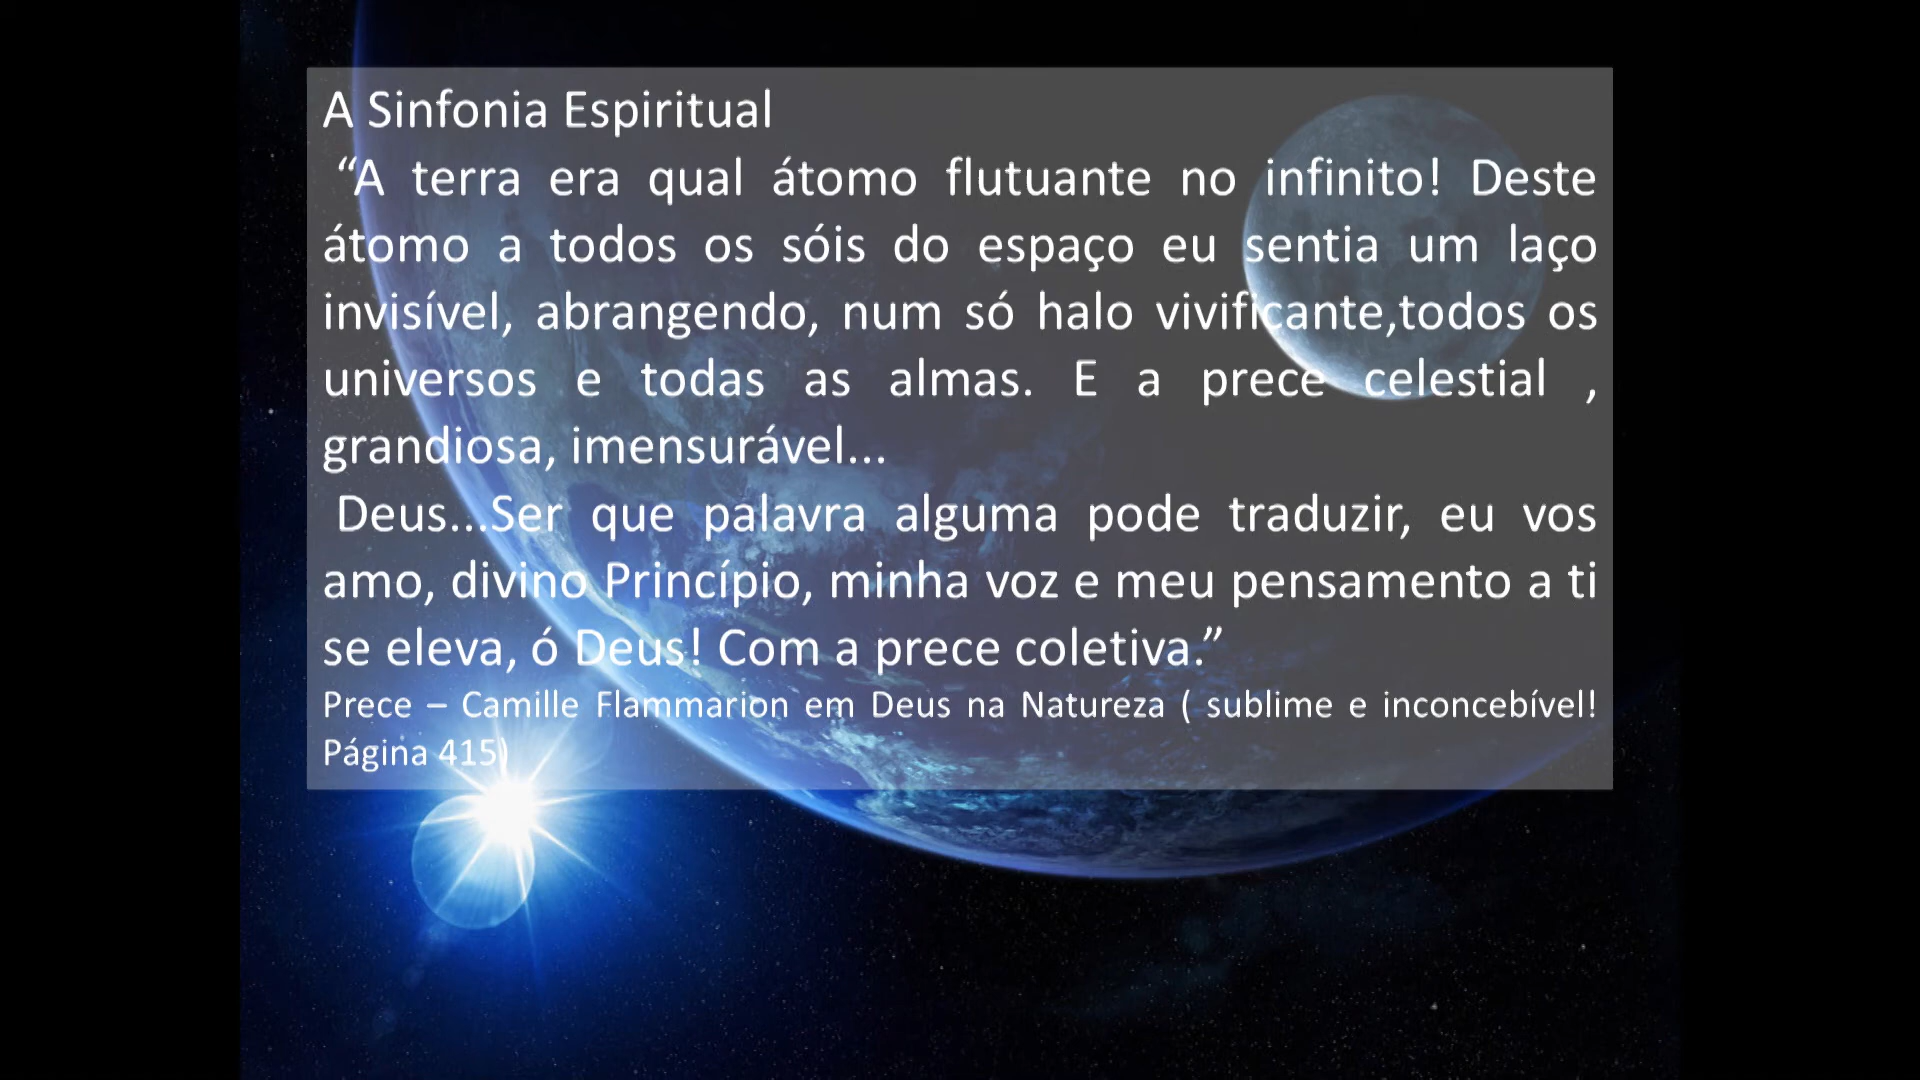 A Sinfonia Espiritual
“A terra era qual átomo flutuante no infinito! Deste
átomo a todos os sóis do espaço eu sentia um laço
invisível, abrangendo, num só halo vivificante,todos os
universos e todas as almas. E a prece celestial ,
grandiosa, imensurável...
Deus...Ser que palavra alguma pode traduzir, eu vos
amo, divino Princípio, minha voz e meu pensamento a ti
se eleva, ó Deus! Com a prece coletiva.”
Prece – Camille Flammarion em Deus na Natureza ( sublime e inconcebível!
Página 415)